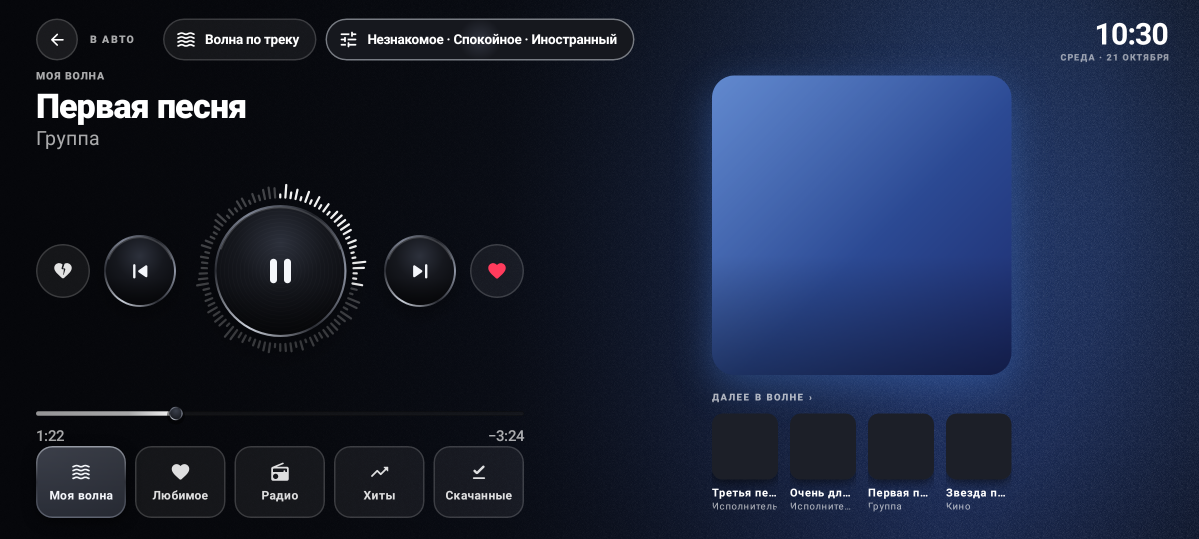 В АВТО
Волна по треку
Незнакомое · Спокойное · Иностранный
10:30
СРЕДА · 21 ОКТЯБРЯ
МОЯ ВОЛНА
Первая песня
Группа
1:22
−3:24
Моя волна
Любимое
Радио
Хиты
Скачанные
ДАЛЕЕ В ВОЛНЕ ›
Третья пе…
Исполнитель
Очень дл…
Исполните…
Первая п…
Группа
Звезда п…
Кино